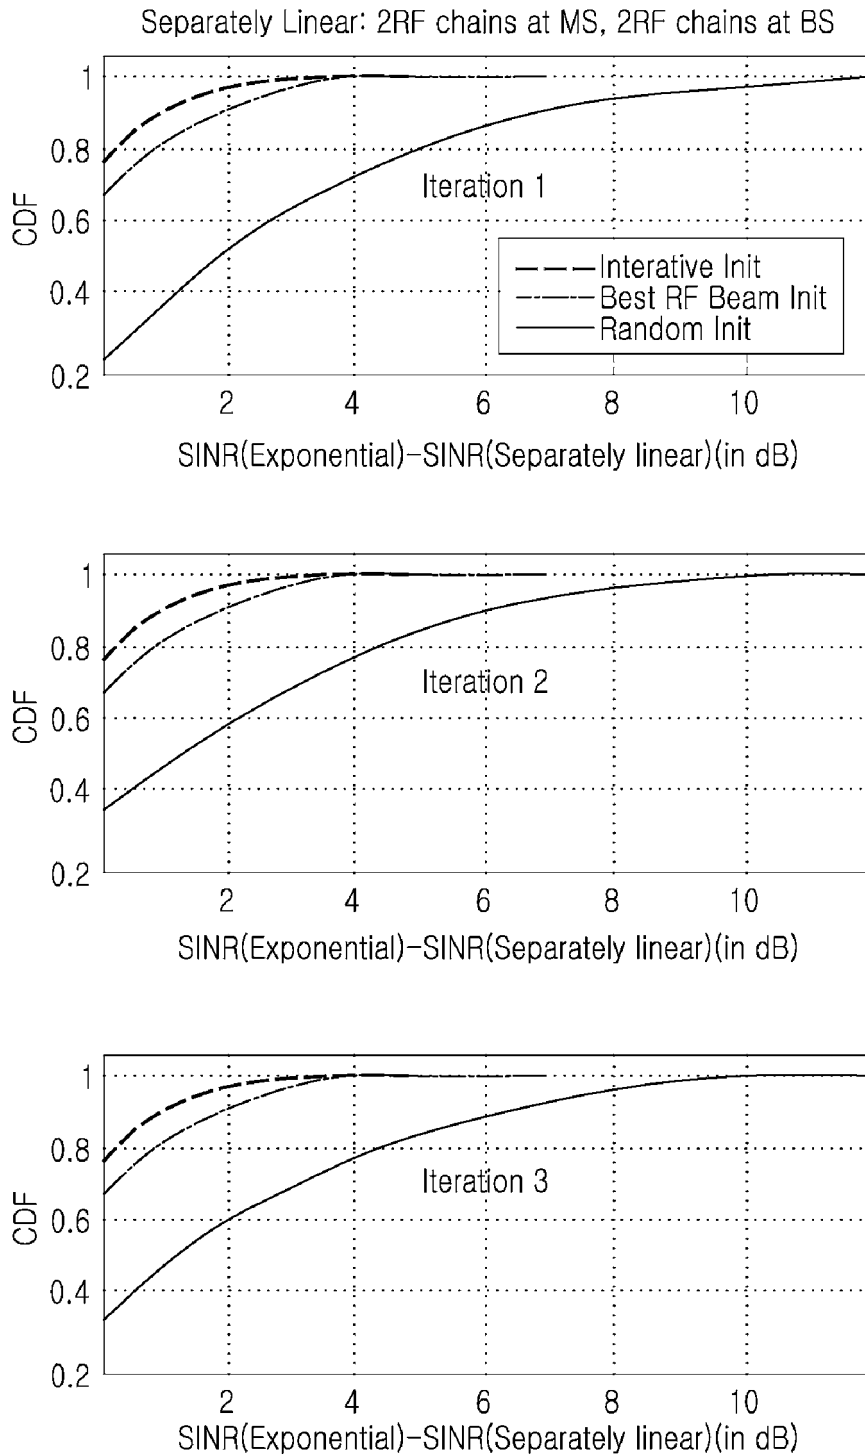 Separately Linear: 2RF chains at MS, 2RF chains at BS
1
0.8
0.6
0.4
0.2
CDF
Iteration 1
Interative Init
Best RF Beam Init
Random Init
2 4 6 8 10
SINR(Exponential)-SINR(Separately linear)(in dB)
1
0.8
0.6
0.4
0.2
CDF
Iteration 2
2 4 6 8 10
SINR(Exponential)-SINR(Separately linear)(in dB)
1
0.8
0.6
0.4
0.2
CDF
Iteration 3
2 4 6 8 10
SINR(Exponential)-SINR(Separately linear)(in dB)